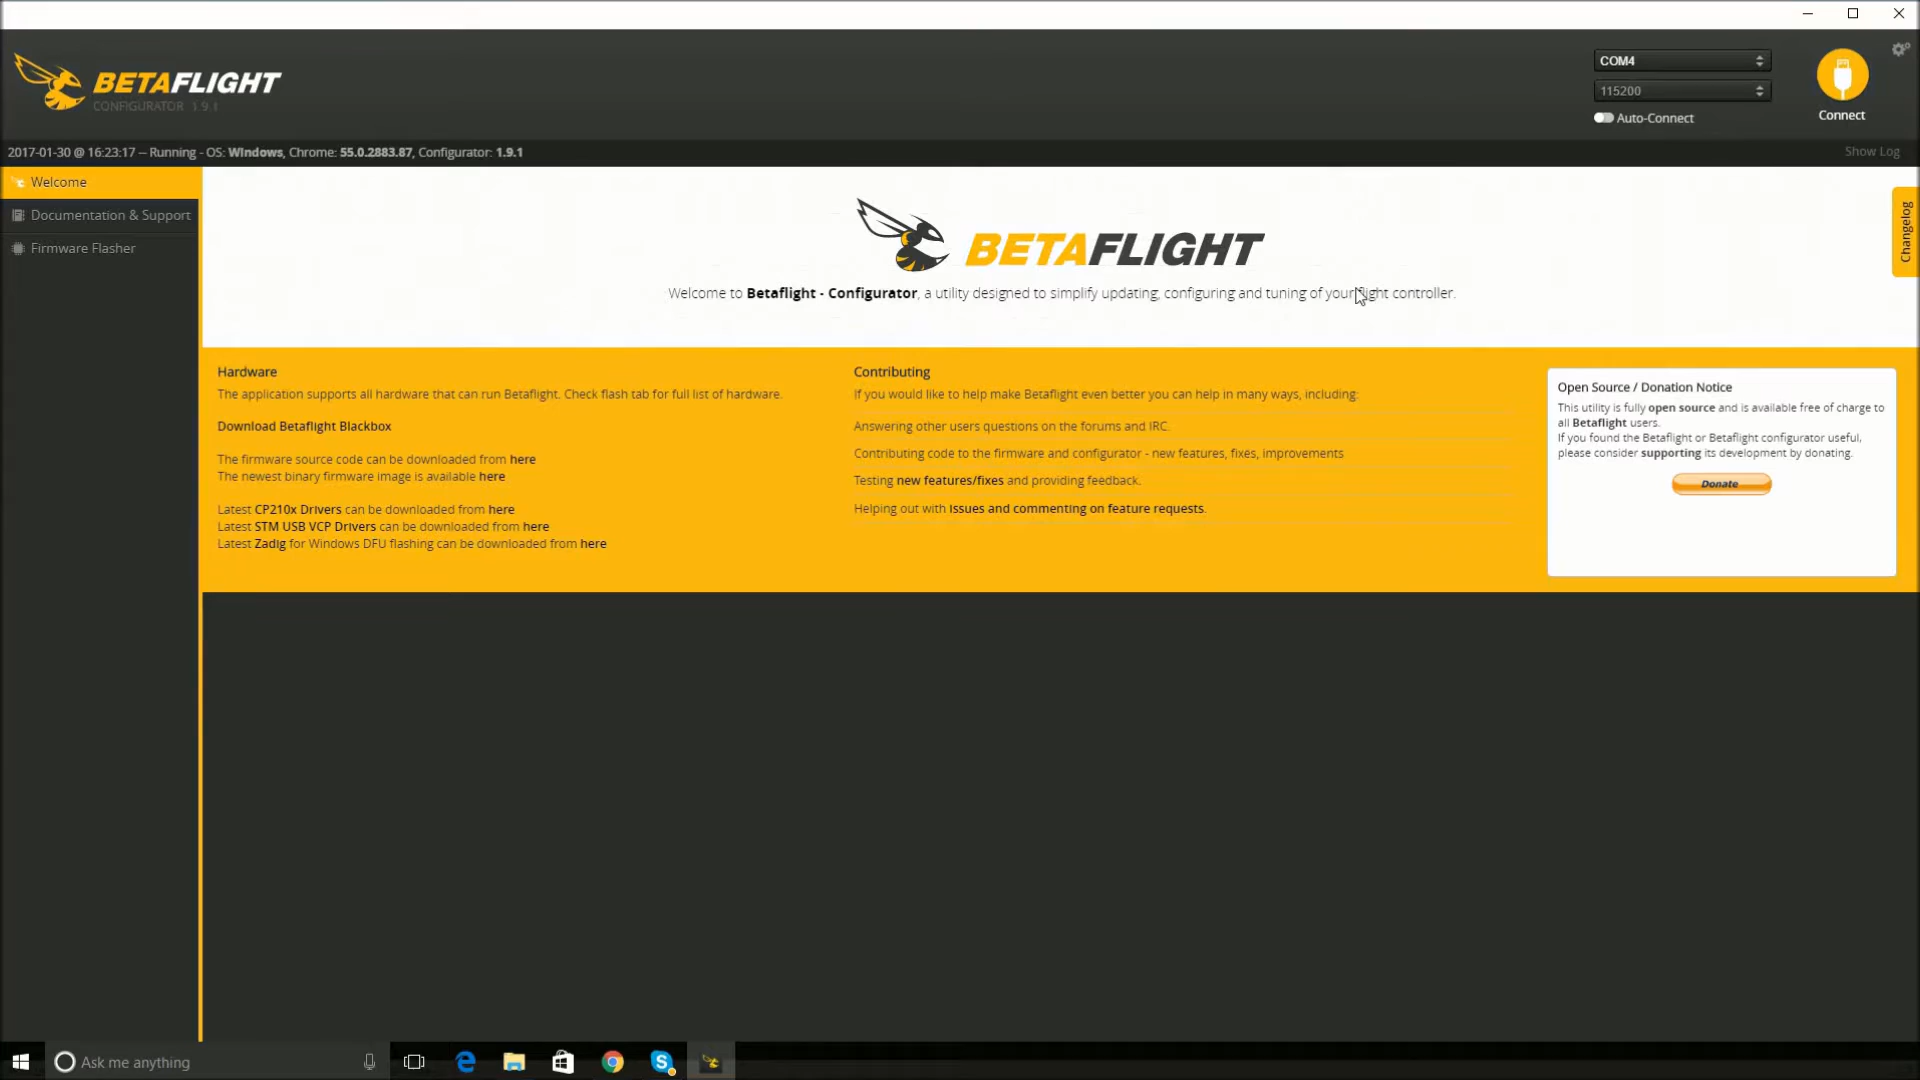 BETAFLIGHT
CONFIGURATOR 1.9.1
COM4
115200
Auto-Connect
Connect
2017-01-30 @ 16:23:17 -- Running - OS: Windows, Chrome: 55.0.2883.87, Configurator: 1.9.1
Show Log
Welcome
Documentation & Support
Firmware Flasher
BETAFLIGHT
Welcome to Betaflight - Configurator, a utility designed to simplify updating, configuring and tuning of your flight controller.
Changelog
Hardware
The application supports all hardware that can run Betaflight. Check flash tab for full list of hardware.
Download Betaflight Blackbox
The firmware source code can be downloaded from here
The newest binary firmware image is available here
Latest CP210x Drivers can be downloaded from here
Latest STM USB VCP Drivers can be downloaded from here
Latest Zadig for Windows DFU flashing can be downloaded from here
Contributing
If you would like to help make Betaflight even better you can help in many ways, including:
Answering other users questions on the forums and IRC.
Contributing code to the firmware and configurator - new features, fixes, improvements
Testing new features/fixes and providing feedback.
Helping out with issues and commenting on feature requests.
Open Source / Donation Notice
This utility is fully open source and is available free of charge to
all Betaflight users.
If you found the Betaflight or Betaflight configurator useful,
please consider supporting its development by donating.
Donate
Ask me anything